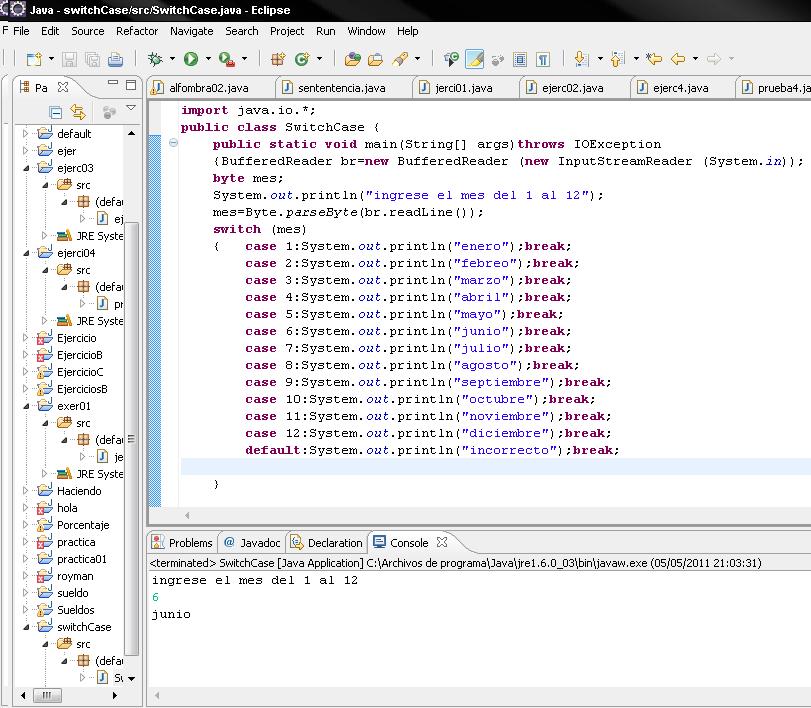 Java - switchCase/src/SwitchCase.java - Eclipse
F File Edit Source Refactor Navigate Search Project Run Window Help
Pa
alfombra02.java sententencia.java jerci01.java ejerc02.java ejerc4.java prueba4.ja
default
ejer
ejerc03
src
(defau
ej
JRE Syste
ejerci04
src
(defau
pr
JRE Syste
Ejercicio
EjercicioB
EjercicioC
EjerciciosB
exer01
src
(defau
je
JRE Syste
Haciendo
hola
Porcentaje
practica
practica01
royman
sueldo
Sueldos
switchCase
src
(defau
Sv
import java.io.*;
public class SwitchCase {
public static void main(String[] args)throws IOException
{BufferedReader br=new BufferedReader (new InputStreamReader (System.in));
byte mes;
System.out.println("ingrese el mes del 1 al 12");
mes=Byte.parseByte(br.readLine());
switch (mes)
{ case 1:System.out.println("enero");break;
case 2:System.out.println("febreo");break;
case 3:System.out.println("marzo");break;
case 4:System.out.println("abril");break;
case 5:System.out.println("mayo");break;
case 6:System.out.println("junio");break;
case 7:System.out.println("julio");break;
case 8:System.out.println("agosto");break;
case 9:System.out.println("septiembre");break;
case 10:System.out.println("octubre");break;
case 11:System.out.println("noviembre");break;
case 12:System.out.println("diciembre");break;
default:System.out.println("incorrecto");break;
}
Problems @ Javadoc Declaration Console
<terminated> SwitchCase [Java Application] C:\Archivos de programa\Java\jre1.6.0_03\bin\javaw.exe (05/05/2011 21:03:31)
ingrese el mes del 1 al 12
6
junio